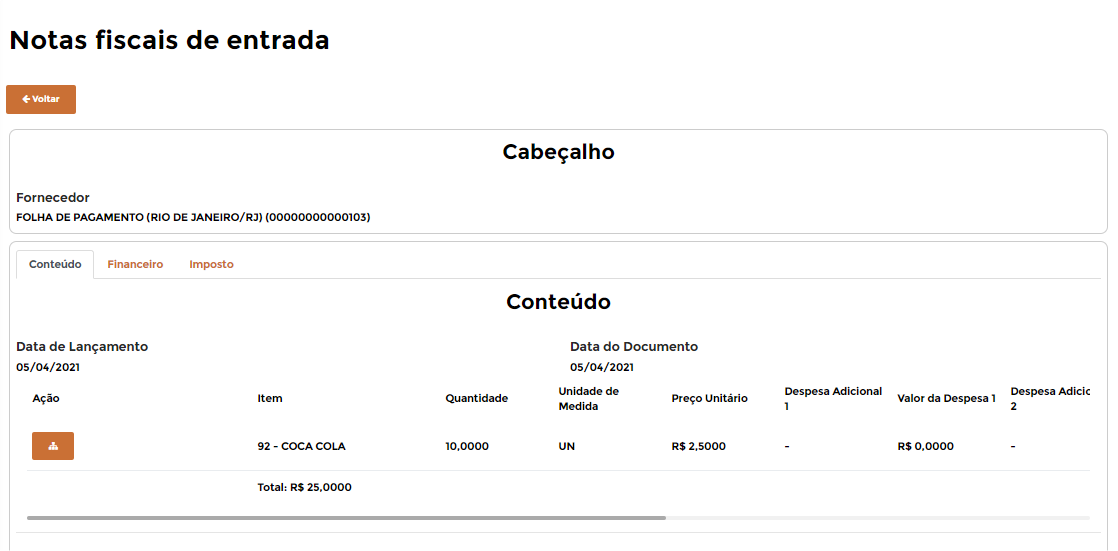 Notas fiscais de entrada
Voltar
Cabeçalho
Fornecedor
FOLHA DE PAGAMENTO (RIO DE JANEIRO/RJ) (00000000000103)
Conteúdo Financeiro Imposto
Conteúdo
Data de Lançamento Data do Documento
05/04/2021 05/04/2021
Ação Item Quantidade Unidade de Medida Preço Unitário Despesa Adicional 1 Valor da Despesa 1 Despesa Adicio 2
92 - COCA COLA 10,0000 UN R$ 2,5000 - R$ 0,0000 -
Total: R$ 25,0000